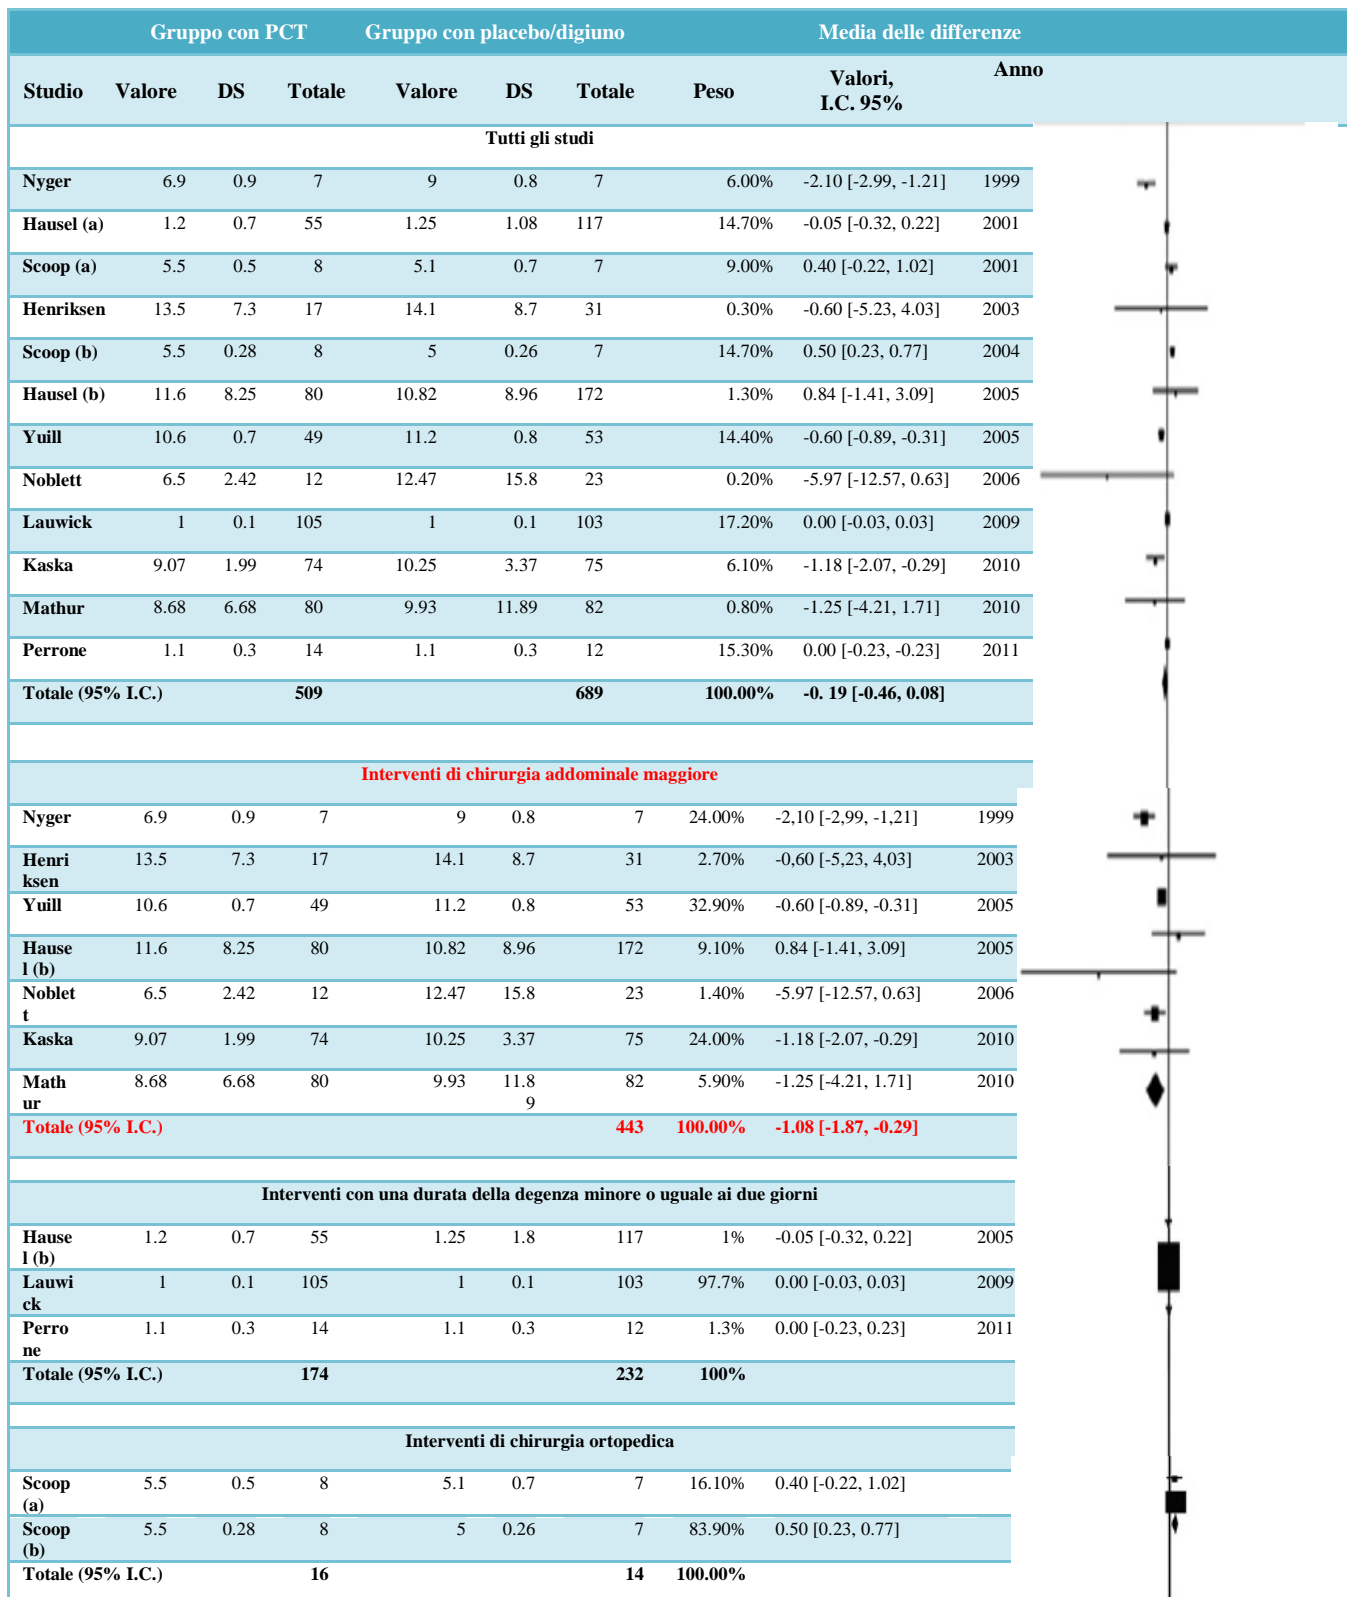 Gruppo con PCT Gruppo con placebo/digiuno Media delle differenze
Studio Valore DS Totale Valore DS Totale Peso Valori, I.C. 95% Anno
Tutti gli studi
Nyger 6.9 0.9 7 9 0.8 7 6.00% -2.10 [-2.99, -1.21] 1999
Hausel (a) 1.2 0.7 55 1.25 1.08 117 14.70% -0.05 [-0.32, 0.22] 2001
Scoop (a) 5.5 0.5 8 5.1 0.7 7 9.00% 0.40 [-0.22, 1.02] 2001
Henriksen 13.5 7.3 17 14.1 8.7 31 0.30% -0.60 [-5.23, 4.03] 2003
Scoop (b) 5.5 0.28 8 5 0.26 7 14.70% 0.50 [0.23, 0.77] 2004
Hausel (b) 11.6 8.25 80 10.82 8.96 172 1.30% 0.84 [-1.41, 3.09] 2005
Yuill 10.6 0.7 49 11.2 0.8 53 14.40% -0.60 [-0.89, -0.31] 2005
Noblett 6.5 2.42 12 12.47 15.8 23 0.20% -5.97 [-12.57, 0.63] 2006
Lauwick 1 0.1 105 1 0.1 103 17.20% 0.00 [-0.03, 0.03] 2009
Kaska 9.07 1.99 74 10.25 3.37 75 6.10% -1.18 [-2.07, -0.29] 2010
Mathur 8.68 6.68 80 9.93 11.89 82 0.80% -1.25 [-4.21, 1.71] 2010
Perrone 1.1 0.3 14 1.1 0.3 12 15.30% 0.00 [-0.23, -0.23] 2011
Totale (95% I.C.) 509 689 100.00% -0. 19 [-0.46, 0.08]
Interventi di chirurgia addominale maggiore
Nyger 6.9 0.9 7 9 0.8 7 24.00% -2,10 [-2,99, -1,21] 1999
Henri 13.5 7.3 17 14.1 8.7 31 2.70% -0,60 [-5,23, 4,03] 2003
ksen
Yuill 10.6 0.7 49 11.2 0.8 53 32.90% -0.60 [-0.89, -0.31] 2005
Hause 11.6 8.25 80 10.82 8.96 172 9.10% 0.84 [-1.41, 3.09] 2005
l (b)
Noblet 6.5 2.42 12 12.47 15.8 23 1.40% -5.97 [-12.57, 0.63] 2006
t
Kaska 9.07 1.99 74 10.25 3.37 75 24.00% -1.18 [-2.07, -0.29] 2010
Math 8.68 6.68 80 9.93 11.8 82 5.90% -1.25 [-4.21, 1.71] 2010
ur 9
Totale (95% I.C.) 443 100.00% -1.08 [-1.87, -0.29]
Interventi con una durata della degenza minore o uguale ai due giorni
Hause 1.2 0.7 55 1.25 1.8 117 1% -0.05 [-0.32, 0.22] 2005
l (b)
Lauwi 1 0.1 105 1 0.1 103 97.7% 0.00 [-0.03, 0.03] 2009
ck
Perro 1.1 0.3 14 1.1 0.3 12 1.3% 0.00 [-0.23, 0.23] 2011
ne
Totale (95% I.C.) 174 232 100%
Interventi di chirurgia ortopedica
Scoop 5.5 0.5 8 5.1 0.7 7 16.10% 0.40 [-0.22, 1.02]
(a)
Scoop 5.5 0.28 8 5 0.26 7 83.90% 0.50 [0.23, 0.77]
(b)
Totale (95% I.C.) 16 14 100.00%